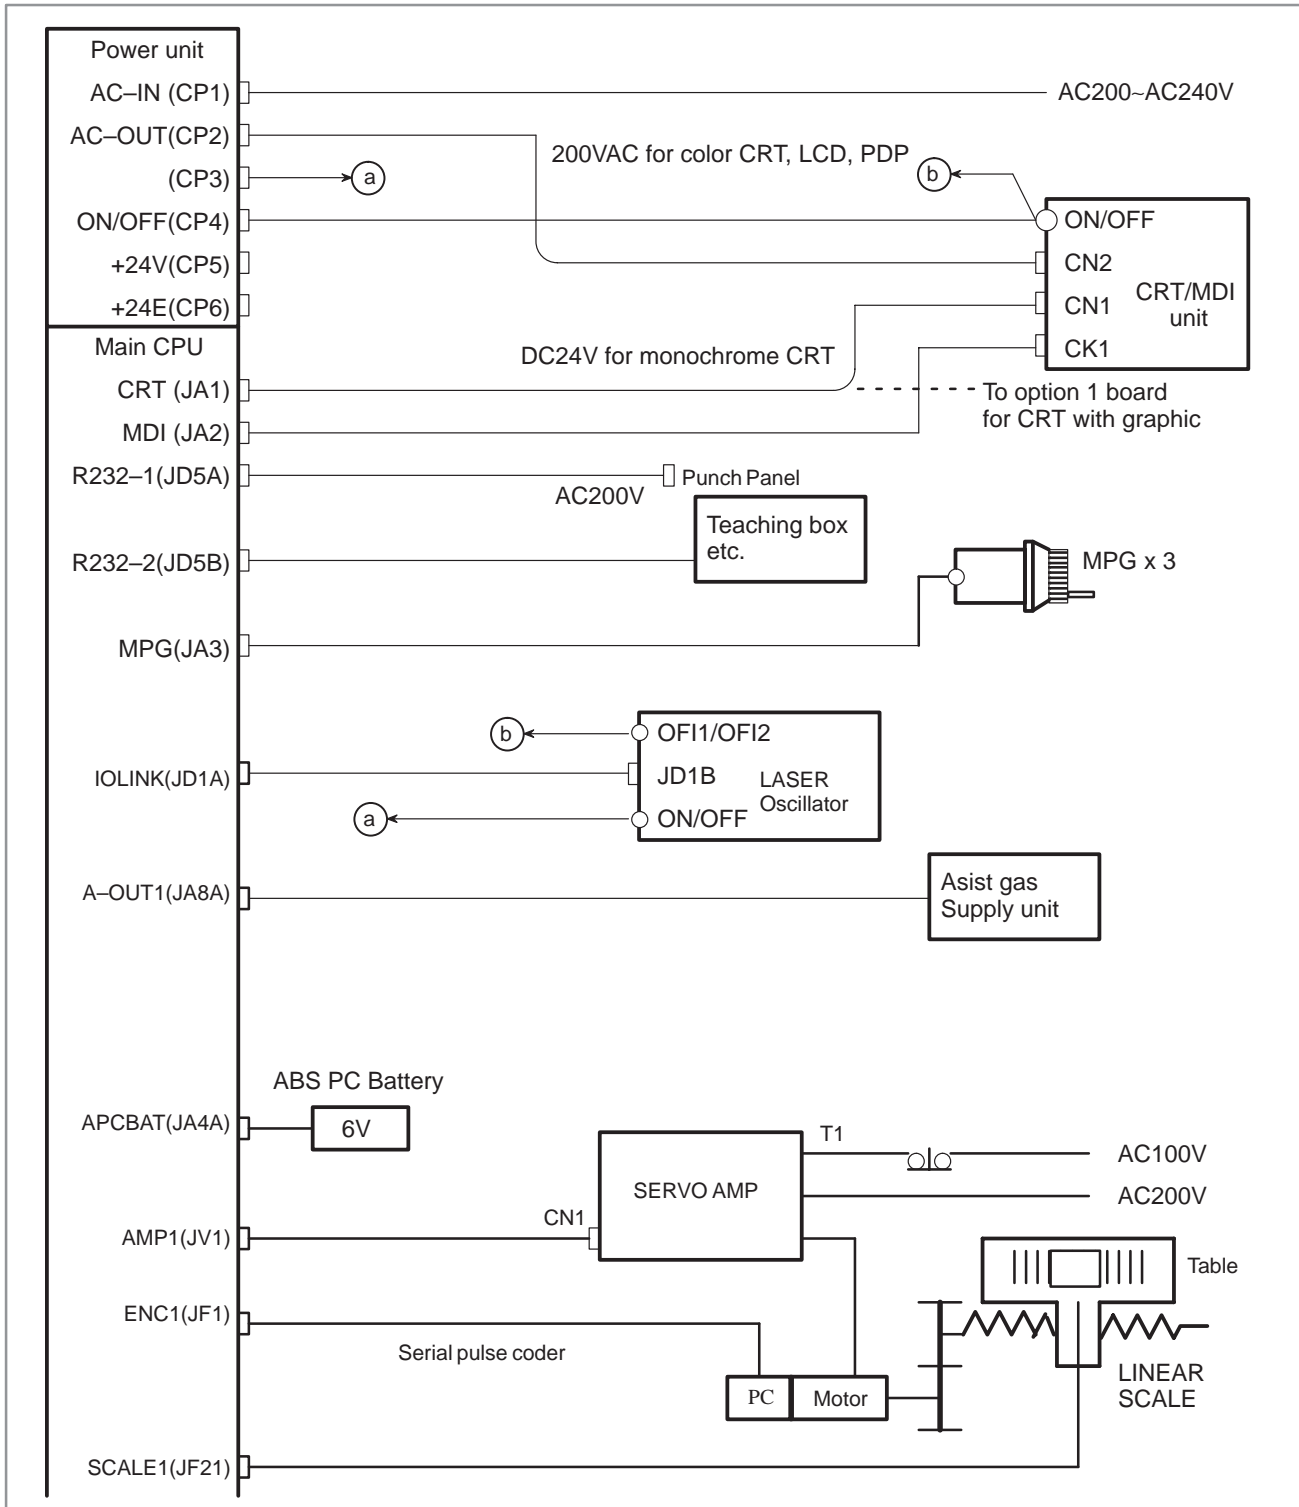 Power unit
AC–IN (CP1)
AC200~AC240V
AC–OUT(CP2)
200VAC for color CRT, LCD, PDP
(CP3)
a
b
ON/OFF(CP4)
ON/OFF
+24V(CP5)
CN2
+24E(CP6)
CN1
CRT/MDI
unit
Main CPU
DC24V for monochrome CRT
CK1
CRT (JA1)
To option 1 board
for CRT with graphic
MDI (JA2)
R232–1(JD5A)
Punch Panel
AC200V
Teaching box
etc.
R232–2(JD5B)
MPG x 3
MPG(JA3)
b
OFI1/OFI2
IOLINK(JD1A)
JD1B
LASER
Oscillator
a
ON/OFF
A–OUT1(JA8A)
Asist gas
Supply unit
ABS PC Battery
APCBAT(JA4A)
6V
T1
AC100V
SERVO AMP
AC200V
CN1
AMP1(JV1)
Table
ENC1(JF1)
Serial pulse coder
LINEAR
SCALE
PC
Motor
SCALE1(JF21)